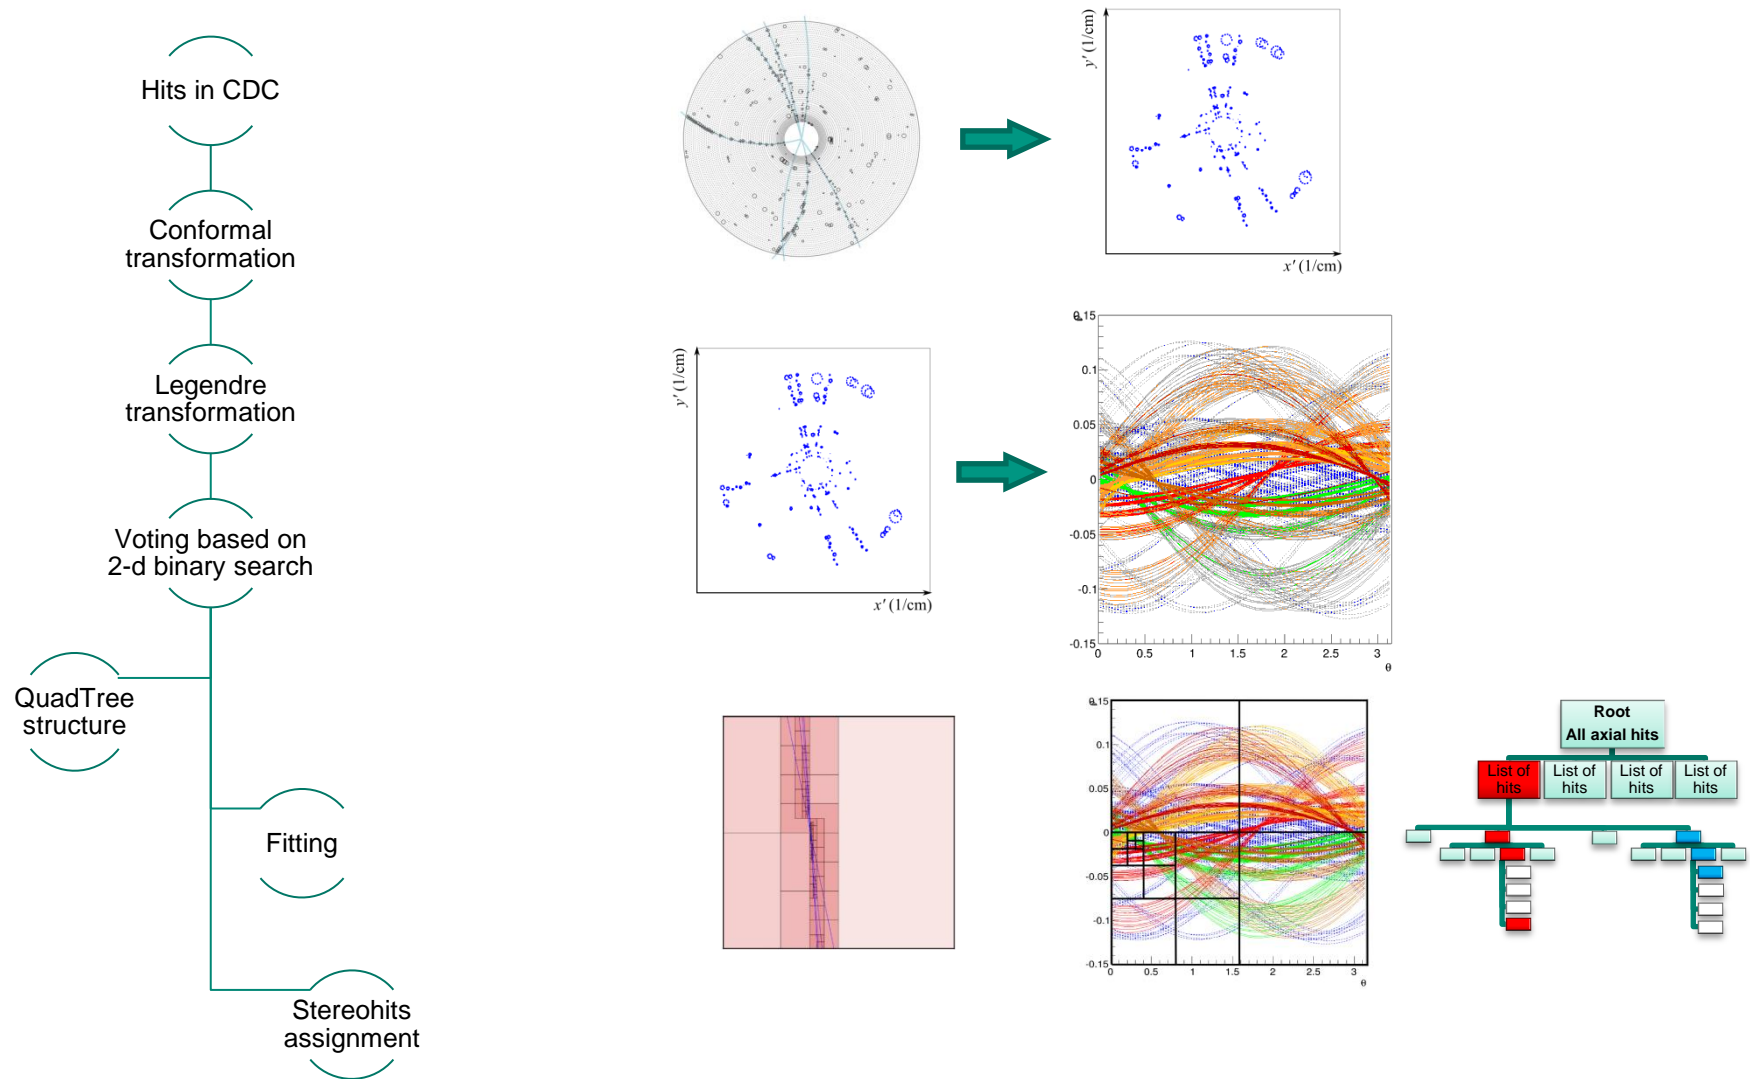 Hits in CDC
Conformal
transformation
Legendre
transformation
Voting based on
2-d binary search
QuadTree
structure
Fitting
Stereohits
assignment
y' (1/cm)
x' (1/cm)
y' (1/cm)
x' (1/cm)
0.15
0.1
0.05
0
-0.05
-0.1
-0.15
0 0.5 1 1.5 2 2.5 3
θ
0.15
0.1
0.05
0
-0.05
-0.1
-0.15
0 0.5 1 1.5 2 2.5 3
θ
Root
All axial hits
List of
hits
List of
hits
List of
hits
List of
hits